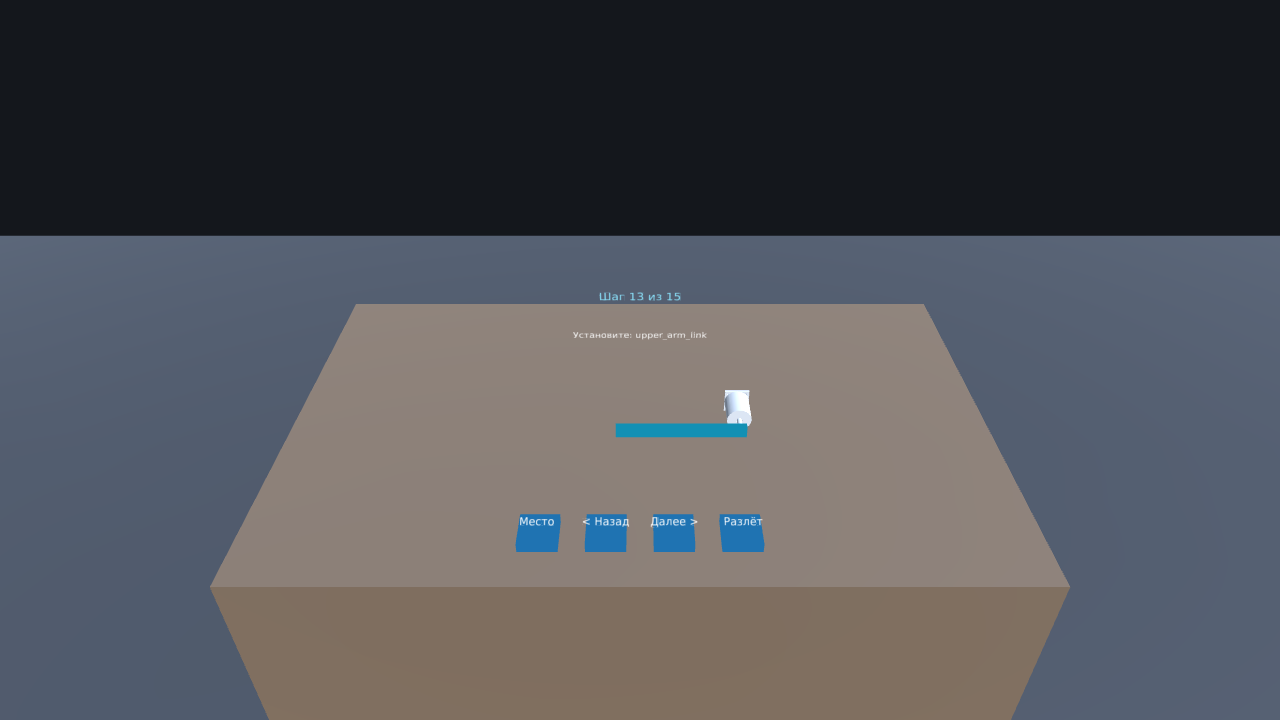 Шаг 13 из 15
Установите: upper_arm_link
Место
< Назад
Далее >
Разлёт